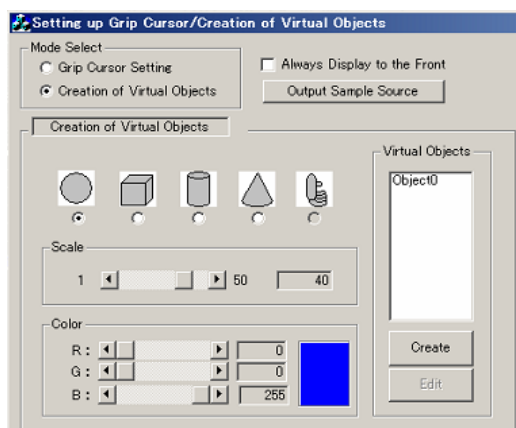 Setting up Grip Cursor/Creation of Virtual Objects
Mode Select
Grip Cursor Setting
Creation of Virtual Objects
Always Display to the Front
Output Sample Source
Creation of Virtual Objects
Virtual Objects
Object0
Scale
1
50
40
Color
R: 0
G: 0
B: 255
Create
Edit